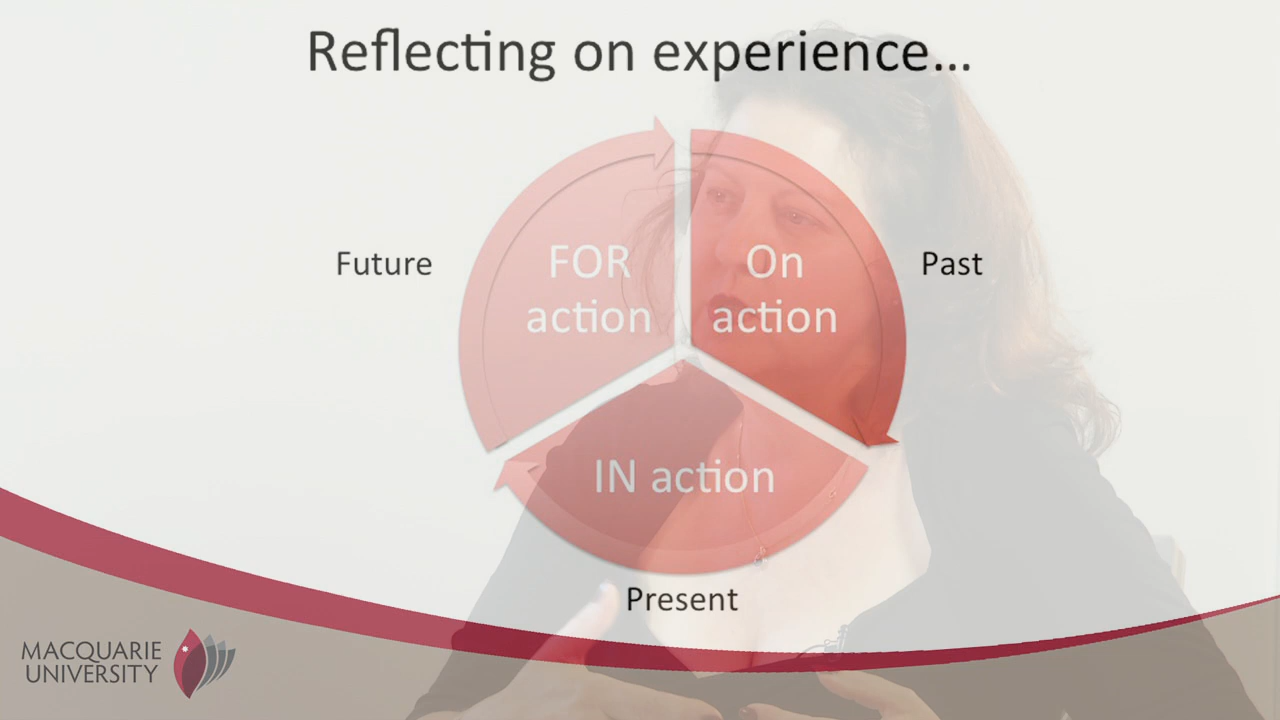 Reflecting on experience...
Future
FOR
action
On
action
Past
IN action
Present
MACQUARIE
UNIVERSITY